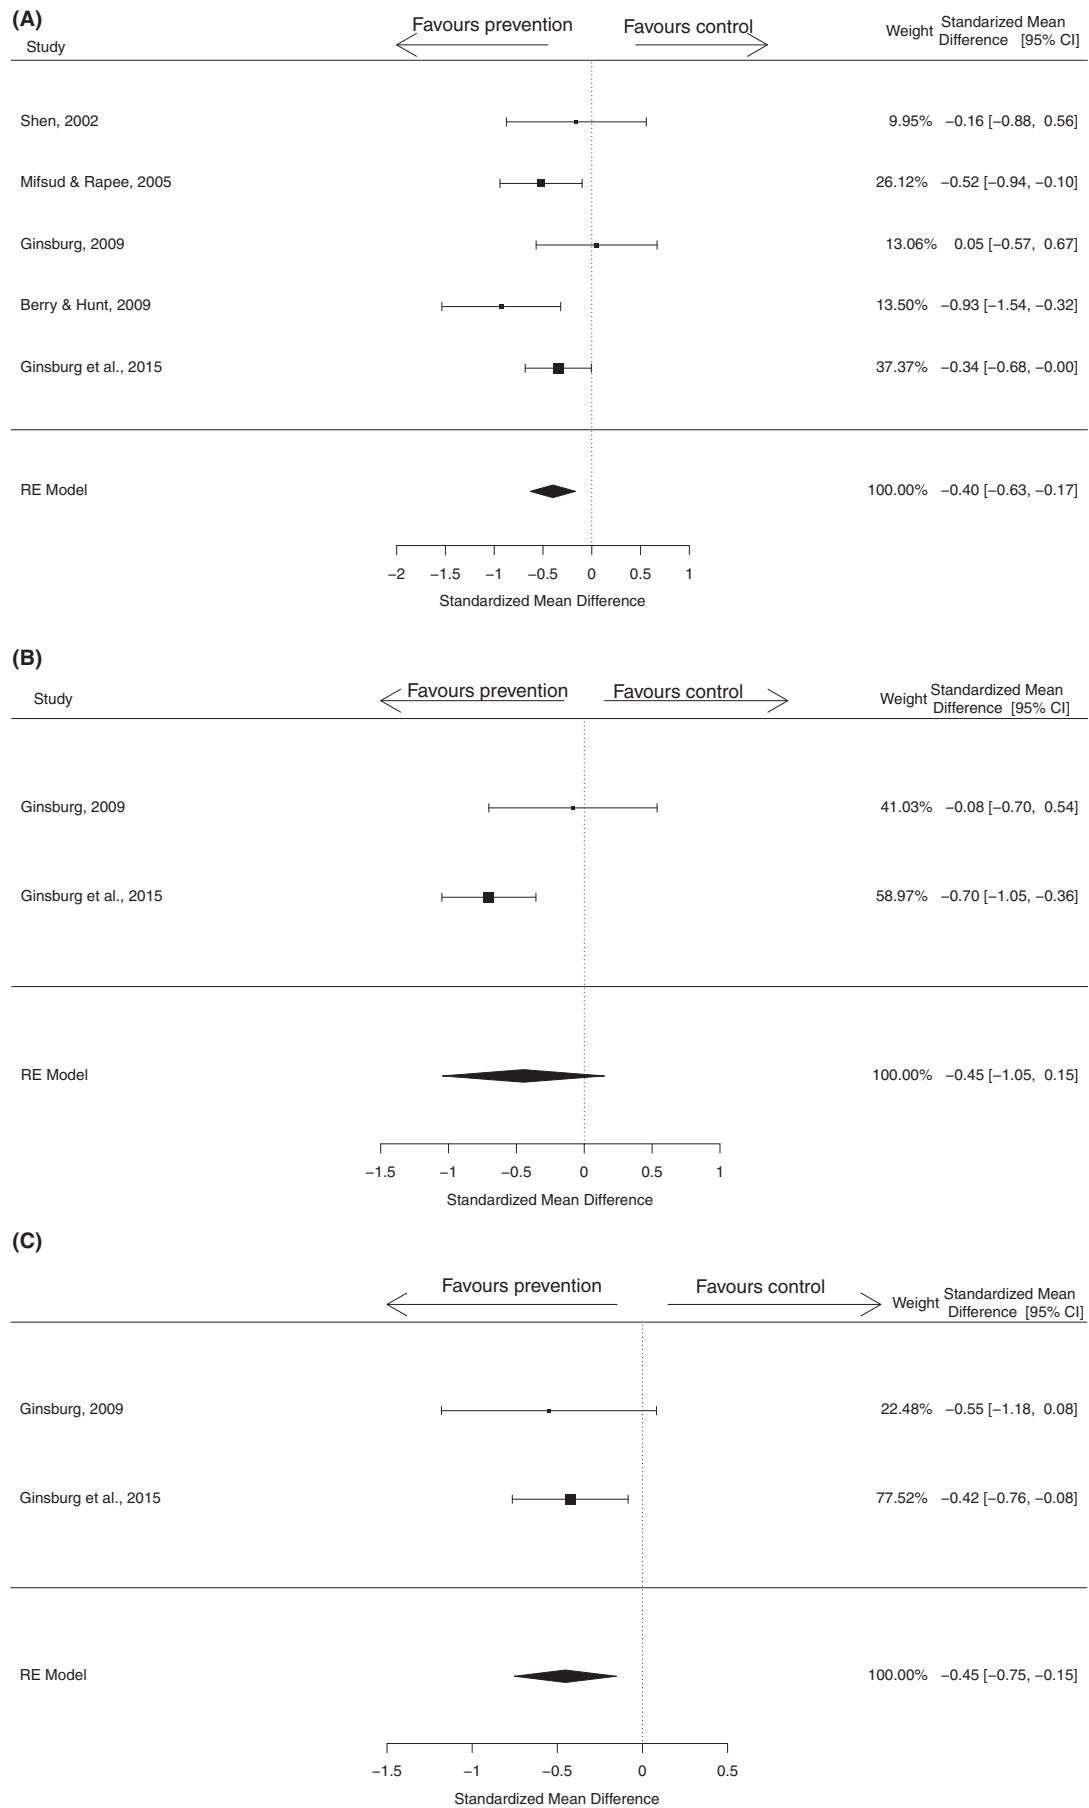 (A)
Favours prevention Favours control
Study Weight Standardized Mean
Difference [95% CI]
Shen, 2002 9.95% −0.16 [−0.88, 0.56]
Mifsud & Rapee, 2005 26.12% −0.52 [−0.94, −0.10]
Ginsburg, 2009 13.06% 0.05 [−0.57, 0.67]
Berry & Hunt, 2009 13.50% −0.93 [−1.54, −0.32]
Ginsburg et al., 2015 37.37% −0.34 [−0.68, −0.00]
RE Model 100.00% −0.40 [−0.63, −0.17]
−2 −1.5 −1 −0.5 0 0.5 1
Standardized Mean Difference
(B)
Study Favours prevention Favours control Weight Standardized Mean
Difference [95% CI]
Ginsburg, 2009 41.03% −0.08 [−0.70, 0.54]
Ginsburg et al., 2015 58.97% −0.70 [−1.05, −0.36]
RE Model 100.00% −0.45 [−1.05, 0.15]
−1.5 −1 −0.5 0 0.5 1
Standardized Mean Difference
(C)
Favours prevention Favours control Weight Standardized Mean
Difference [95% CI]
Ginsburg, 2009 22.48% −0.55 [−1.18, 0.08]
Ginsburg et al., 2015 77.52% −0.42 [−0.76, −0.08]
RE Model 100.00% −0.45 [−0.75, −0.15]
−1.5 −1 −0.5 0 0.5
Standardized Mean Difference